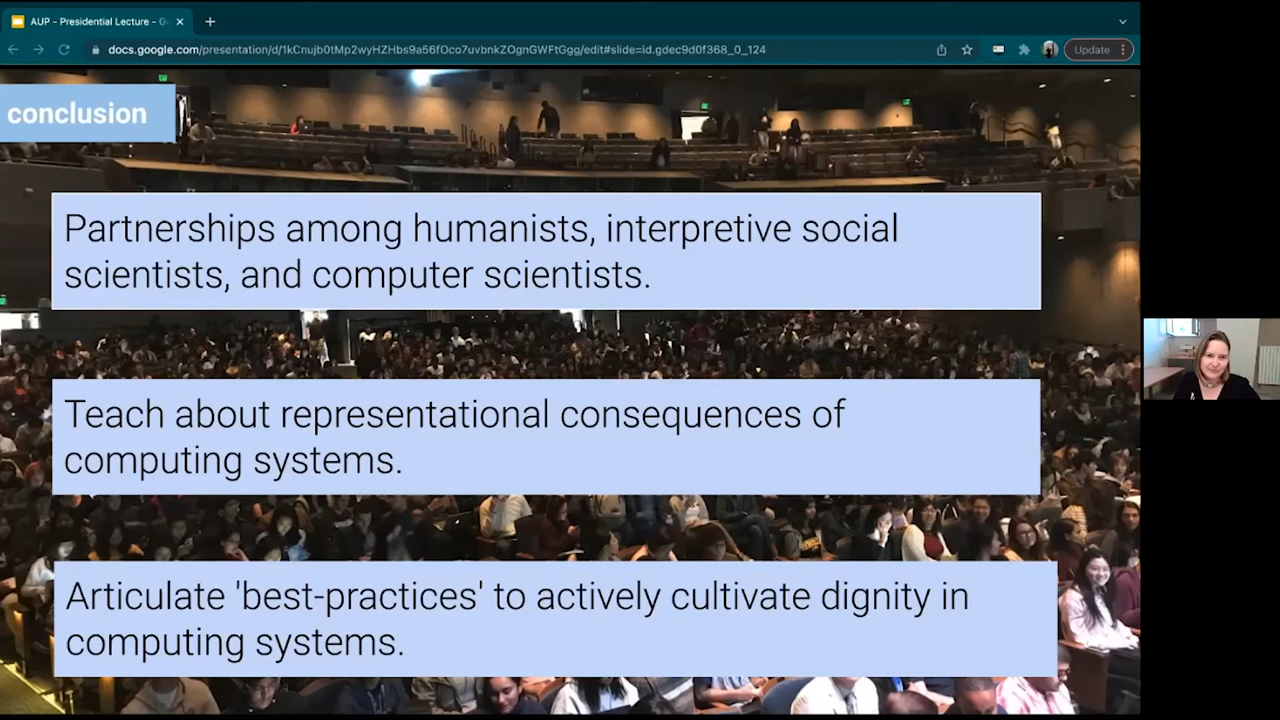 AUP - Presidential Lecture - G
docs.google.com/presentation/d/1kCnujb0tMp2wyHZHbs9a56fOco7uvbnkZOgnGWFtGgg/edit#slide=id.gdec9d0f368_0_124
Update
conclusion
Partnerships among humanists, interpretive social
scientists, and computer scientists.
Teach about representational consequences of
computing systems.
Articulate 'best-practices' to actively cultivate dignity in
computing systems.